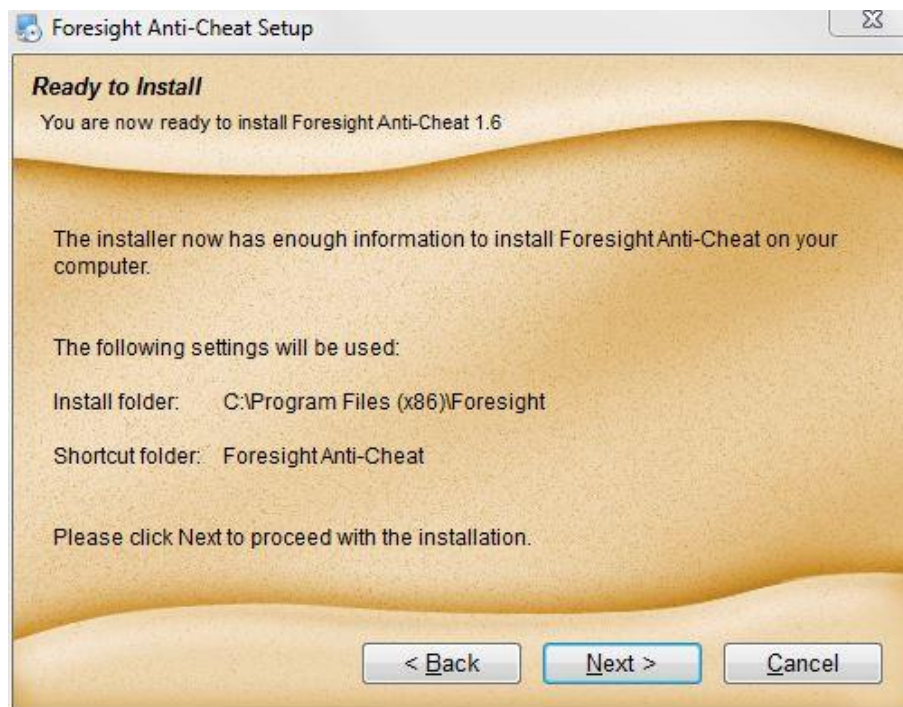 Foresight Anti-Cheat Setup
Ready to Install
You are now ready to install Foresight Anti-Cheat 1.6
The installer now has enough information to install Foresight Anti-Cheat on your
computer.
The following settings will be used:
Install folder: C:\Program Files (x86)\Foresight
Shortcut folder: Foresight Anti-Cheat
Please click Next to proceed with the installation.
< Back Next > Cancel